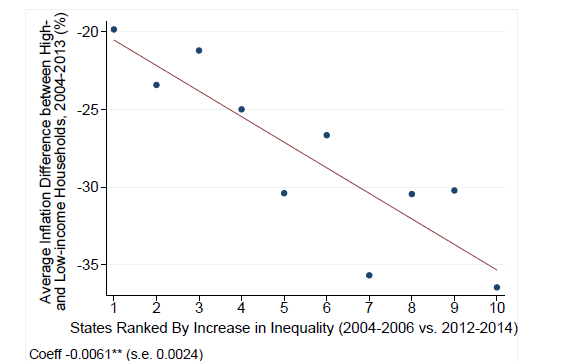 Average Inflation Difference between High-
and Low-income Households, 2004-2013 (%)
-20
-25
-30
-35
1 2 3 4 5 6 7 8 9 10
States Ranked By Increase in Inequality (2004-2006 vs. 2012-2014)
Coeff -0.0061** (s.e. 0.0024)